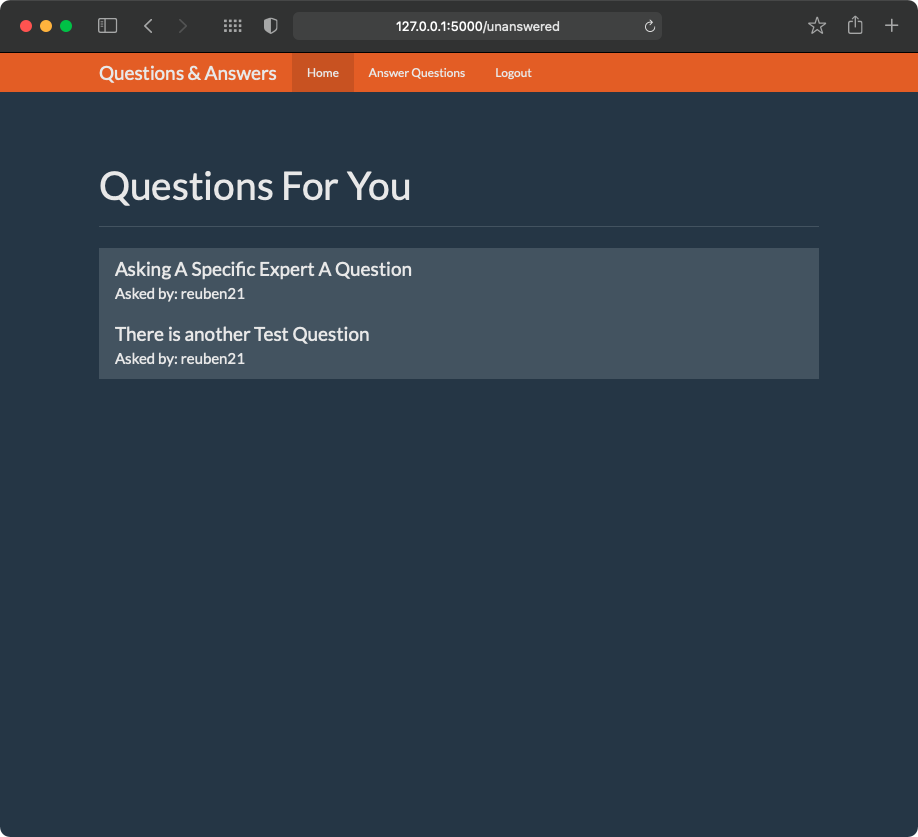 127.0.0.1:5000/unanswered
Questions & Answers Home Answer Questions Logout
Questions For You
Asking A Specific Expert A Question
Asked by: reuben21
There is another Test Question
Asked by: reuben21